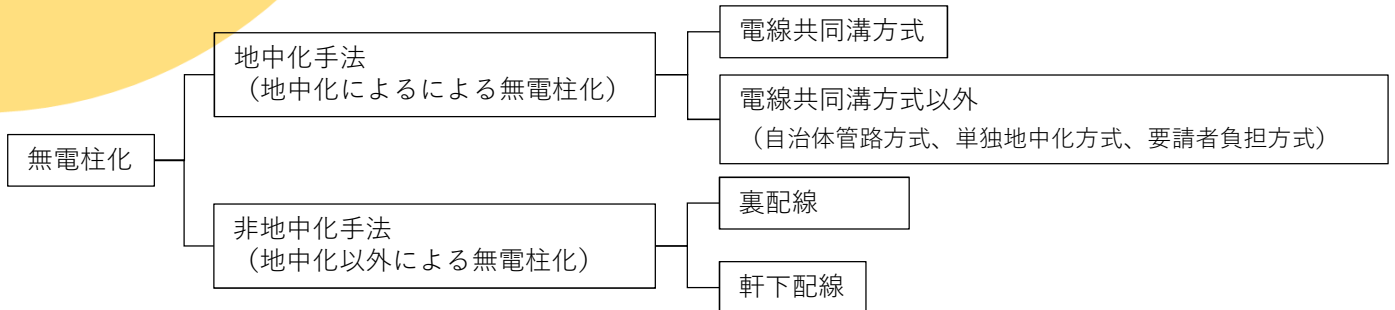 無電柱化
地中化手法
（地中化によるによる無電柱化）
電線共同溝方式
電線共同溝方式以外
（自治体管路方式、単独地中化方式、要請者負担方式）
非地中化手法
（地中化以外による無電柱化）
裏配線
軒下配線